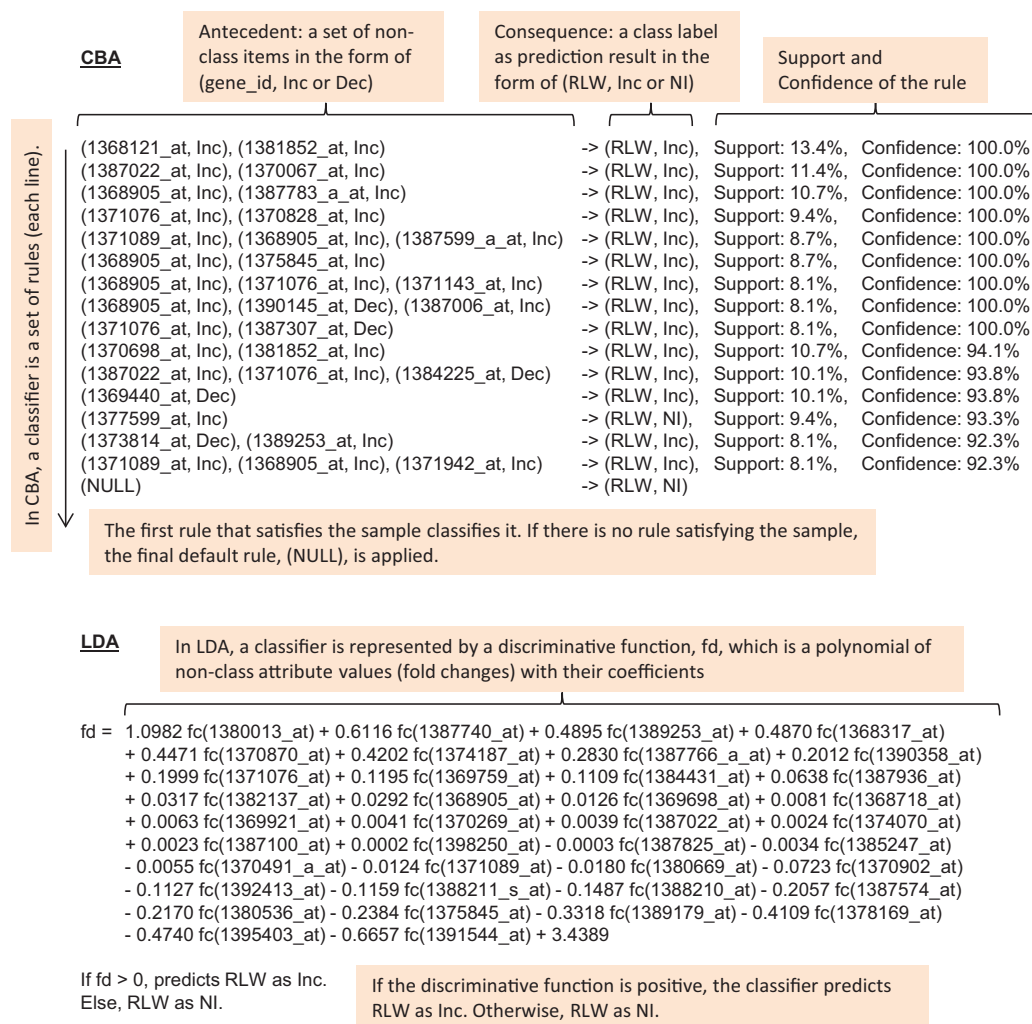 CBA
Antecedent: a set of non-
class items in the form of
(gene_id, Inc or Dec)
Consequence: a class label
as prediction result in the
form of (RLW, Inc or NI)
Support and
Confidence of the rule
In CBA, a classifier is a set of rules (each line).
(1368121_at, Inc), (1381852_at, Inc) -> (RLW, Inc), Support: 13.4%, Confidence: 100.0%
(1387022_at, Inc), (1370067_at, Inc) -> (RLW, Inc), Support: 11.4%, Confidence: 100.0%
(1368905_at, Inc), (1387783_a_at, Inc) -> (RLW, Inc), Support: 10.7%, Confidence: 100.0%
(1371076_at, Inc), (1370828_at, Inc) -> (RLW, Inc), Support: 9.4%, Confidence: 100.0%
(1371089_at, Inc), (1368905_at, Inc), (1387599_a_at, Inc) -> (RLW, Inc), Support: 8.7%, Confidence: 100.0%
(1368905_at, Inc), (1375845_at, Inc) -> (RLW, Inc), Support: 8.7%, Confidence: 100.0%
(1368905_at, Inc), (1371076_at, Inc), (1371143_at, Inc) -> (RLW, Inc), Support: 8.1%, Confidence: 100.0%
(1368905_at, Inc), (1390145_at, Dec), (1387006_at, Inc) -> (RLW, Inc), Support: 8.1%, Confidence: 100.0%
(1371076_at, Inc), (1387307_at, Dec) -> (RLW, Inc), Support: 8.1%, Confidence: 100.0%
(1370698_at, Inc), (1381852_at, Inc) -> (RLW, Inc), Support: 10.7%, Confidence: 94.1%
(1387022_at, Inc), (1371076_at, Inc), (1384225_at, Dec) -> (RLW, Inc), Support: 10.1%, Confidence: 93.8%
(1369440_at, Dec) -> (RLW, Inc), Support: 10.1%, Confidence: 93.8%
(1377599_at, Inc) -> (RLW, NI), Support: 9.4%, Confidence: 93.3%
(1373814_at, Dec), (1389253_at, Inc) -> (RLW, Inc), Support: 8.1%, Confidence: 92.3%
(1371089_at, Inc), (1368905_at, Inc), (1371942_at, Inc) -> (RLW, Inc), Support: 8.1%, Confidence: 92.3%
(NULL) -> (RLW, NI)
The first rule that satisfies the sample classifies it. If there is no rule satisfying the sample,
the final default rule, (NULL), is applied.
LDA
In LDA, a classifier is represented by a discriminative function, fd, which is a polynomial of
non-class attribute values (fold changes) with their coefficients
fd = 1.0982 fc(1380013_at) + 0.6116 fc(1387740_at) + 0.4895 fc(1389253_at) + 0.4870 fc(1368317_at)
+ 0.4471 fc(1370870_at) + 0.4202 fc(1374187_at) + 0.2830 fc(1387766_a_at) + 0.2012 fc(1390358_at)
+ 0.1999 fc(1371076_at) + 0.1195 fc(1369759_at) + 0.1109 fc(1384431_at) + 0.0638 fc(1387936_at)
+ 0.0317 fc(1382137_at) + 0.0292 fc(1368905_at) + 0.0126 fc(1369698_at) + 0.0081 fc(1368718_at)
+ 0.0063 fc(1369921_at) + 0.0041 fc(1370269_at) + 0.0039 fc(1387022_at) + 0.0024 fc(1374070_at)
+ 0.0023 fc(1387100_at) + 0.0002 fc(1398250_at) - 0.0003 fc(1387825_at) - 0.0034 fc(1385247_at)
- 0.0055 fc(1370491_a_at) - 0.0124 fc(1371089_at) - 0.0180 fc(1380669_at) - 0.0723 fc(1370902_at)
- 0.1127 fc(1392413_at) - 0.1159 fc(1388211_s_at) - 0.1487 fc(1388210_at) - 0.2057 fc(1387574_at)
- 0.2170 fc(1380536_at) - 0.2384 fc(1375845_at) - 0.3318 fc(1389179_at) - 0.4109 fc(1378169_at)
- 0.4740 fc(1395403_at) - 0.6657 fc(1391544_at) + 3.4389
If fd > 0, predicts RLW as Inc.
Else, RLW as NI.
If the discriminative function is positive, the classifier predicts
RLW as Inc. Otherwise, RLW as NI.